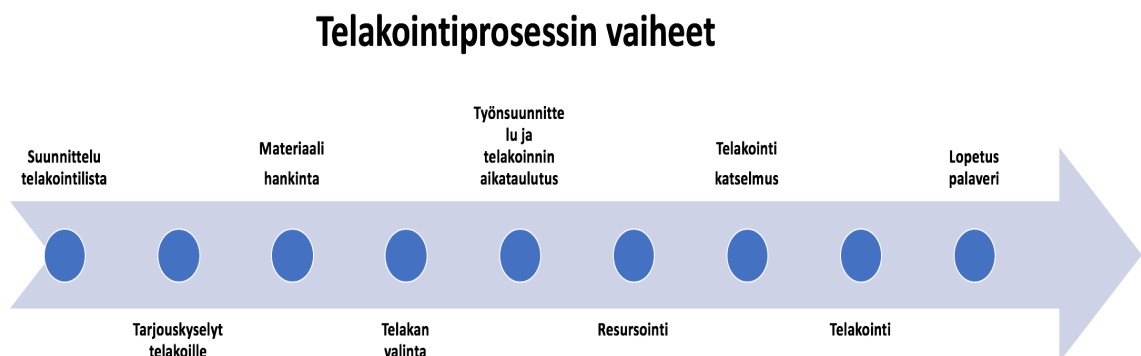 Telakointiprosessin vaiheet
Suunnittelu
telakointilista
Tarjouskyselyt
telakoille
Materiaali
hankinta
Telakan
valinta
Työnsuunnitte
lu ja
telakoinnin
aikataulutus
Resursointi
Telakointi
katselmus
Telakointi
Lopetus
palaveri